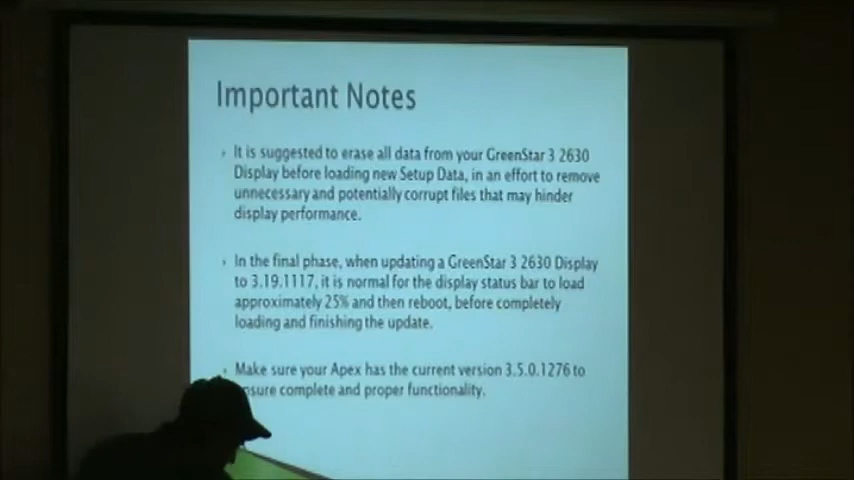 Important Notes
It is suggested to erase all data from your GreenStar 3 2630
Display before loading new Setup Data, in an effort to remove
unnecessary and potentially corrupt files that may hinder
display performance.
In the final phase, when updating a GreenStar 3 2630 Display
to 3.19.1117, it is normal for the display status bar to load
approximately 25% and then reboot, before completely
loading and finishing the update.
Make sure your Apex has the current version 3.5.0.1276 to
nsure complete and proper functionality.